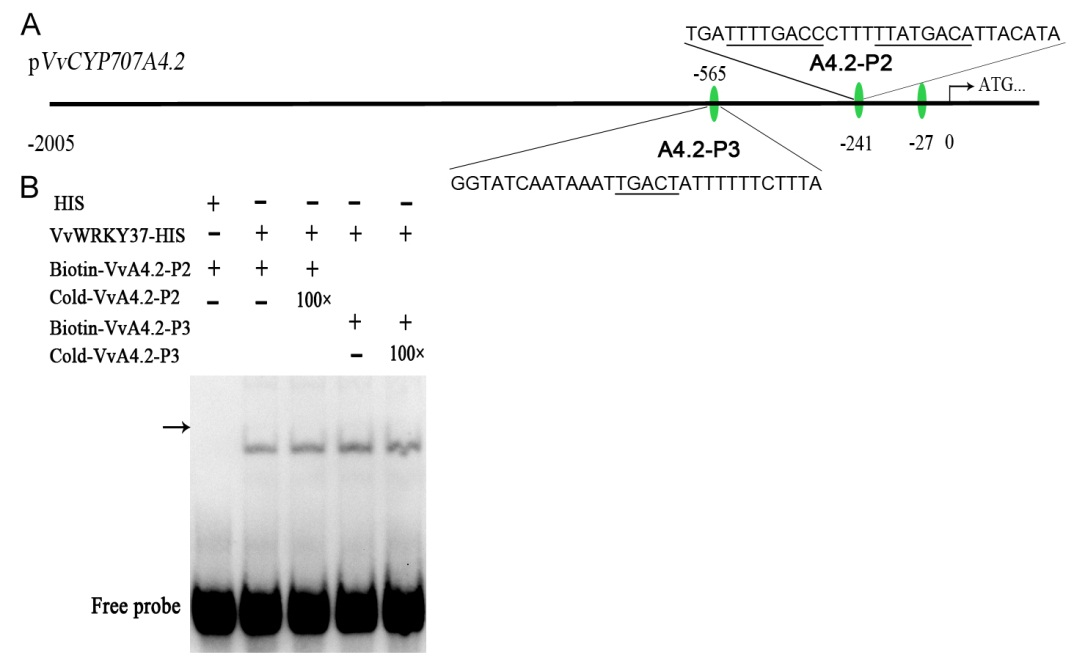 A
pVvCYP707A4.2
TGATTTTGACCCTTTTTATGACATTACATA
A4.2-P2
-565
ATG...
-2005
-241
-27
0
A4.2-P3
GGTATCAATAAATTGACTATTTTTTCTTTA
B
HIS + - - - -
VvWRKY37-HIS - + + + +
Biotin-VvA4.2-P2 + + +
Cold-VvA4.2-P2 - - 100×
Biotin-VvA4.2-P3 + +
Cold-VvA4.2-P3 - 100×
→
Free probe